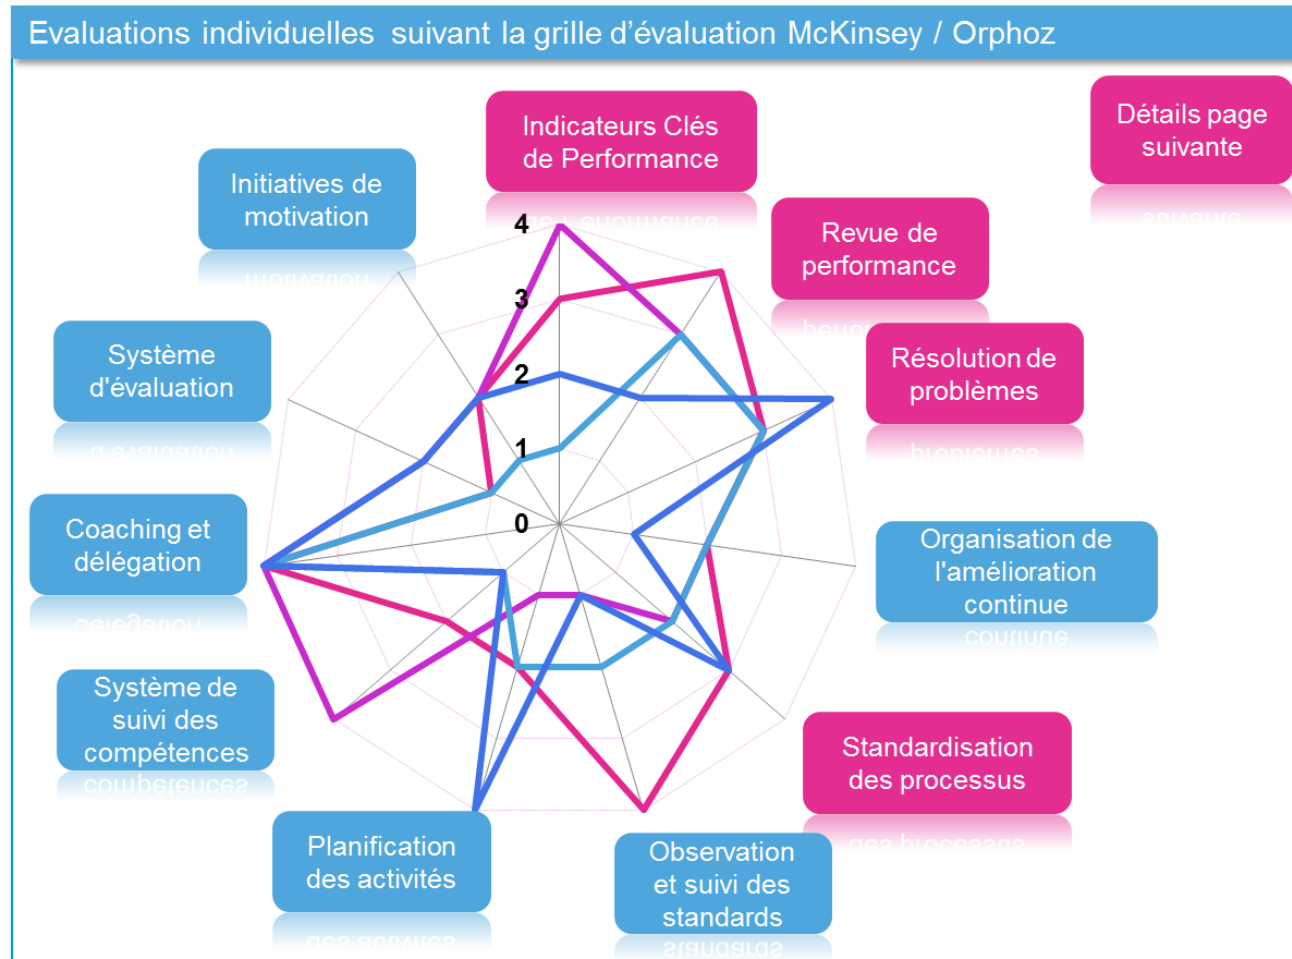 Evaluations individuelles suivant la grille d'évaluation McKinsey / Orphoz
Indicateurs Clés
de Performance
Détails page
suivante
Initiatives de
motivation
Revue de
performance
Système
d'évaluation
Résolution de
problèmes
4
3
2
1
0
Coaching et
délégation
Organisation de
l'amélioration
continue
Système de
suivi des
compétences
Standardisation
des processus
Planification
des activités
Observation
et suivi des
standards